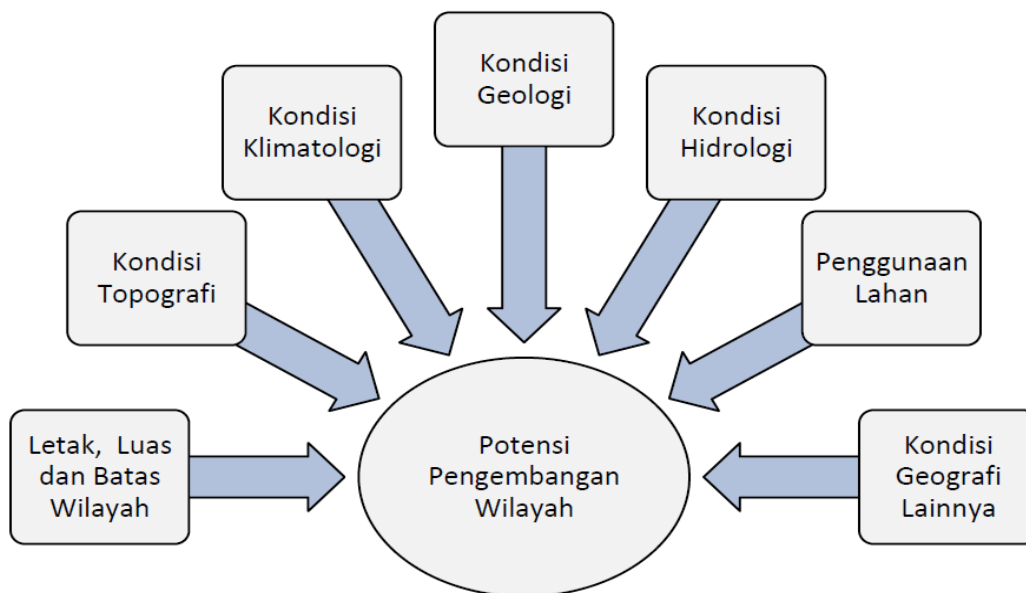 Kondisi
Geologi
Kondisi
Klimatologi
Kondisi
Hidrologi
Kondisi
Topografi
Penggunaan
Lahan
Letak, Luas
dan Batas
Wilayah
Potensi
Pengembangan
Wilayah
Kondisi
Geografi
Lainnya